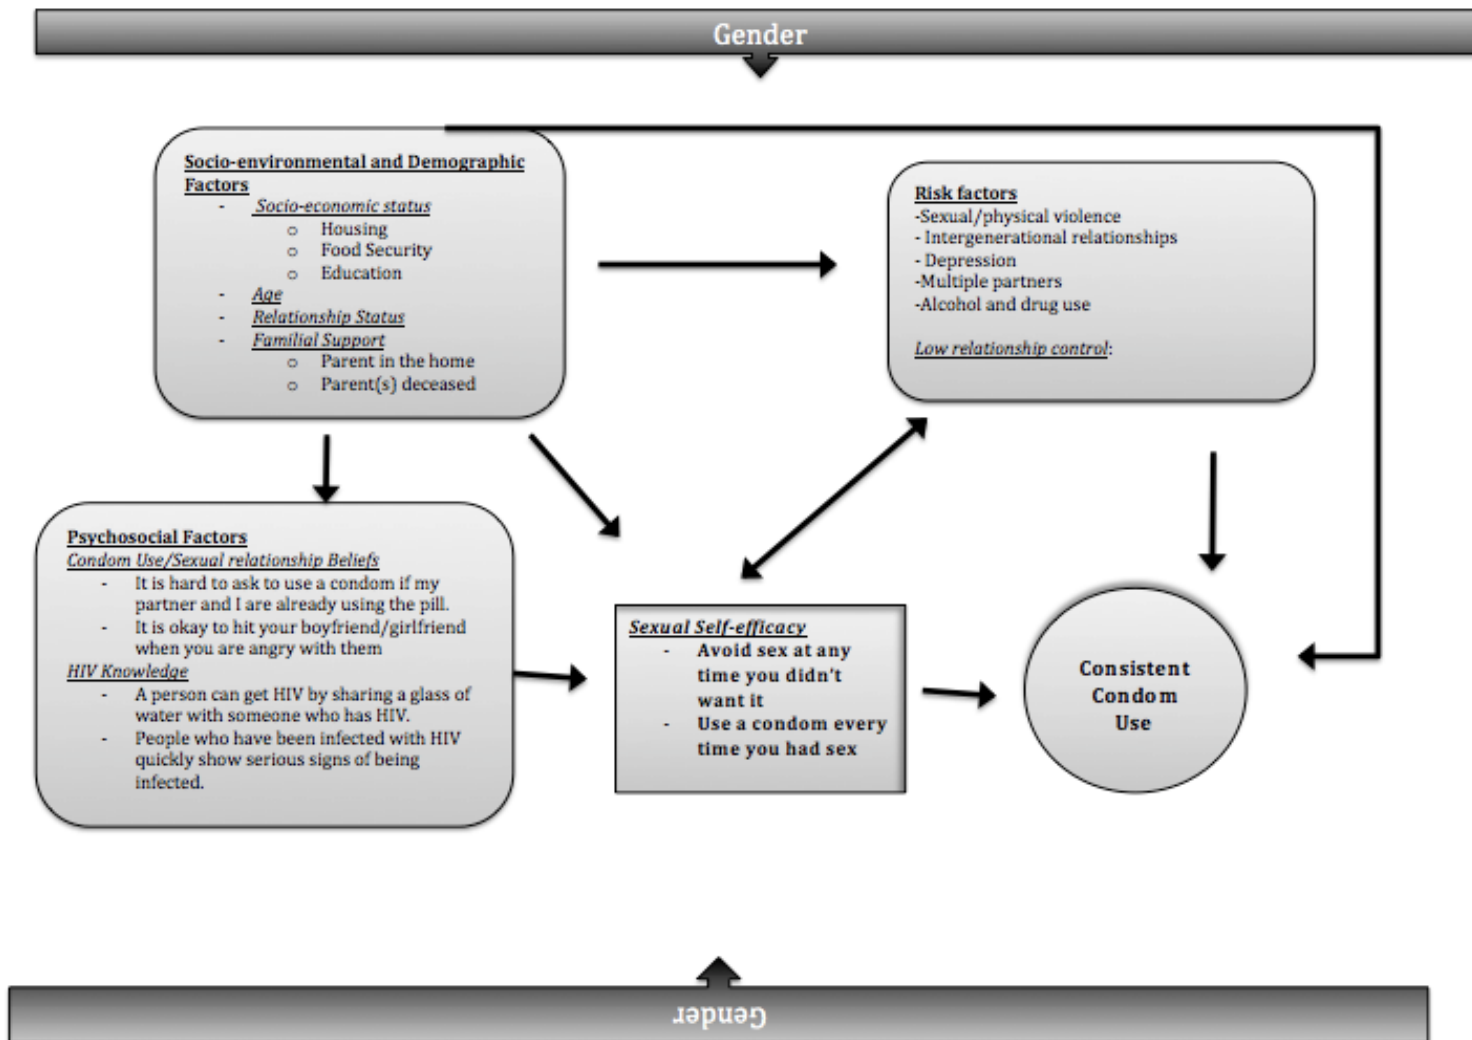 Gender
Socio-environmental and Demographic
Factors
- Socio-economic status
o Housing
o Food Security
o Education
- Age
- Relationship Status
- Familial Support
o Parent in the home
o Parent(s) deceased
Risk factors
-Sexual/physical violence
- Intergenerational relationships
- Depression
-Multiple partners
-Alcohol and drug use
Low relationship control:
Psychosocial Factors
Condom Use/Sexual relationship Beliefs
- It is hard to ask to use a condom if my
partner and I are already using the pill.
- It is okay to hit your boyfriend/girlfriend
when you are angry with them
HIV Knowledge
- A person can get HIV by sharing a glass of
water with someone who has HIV.
- People who have been infected with HIV
quickly show serious signs of being
infected.
Sexual Self-efficacy
- Avoid sex at any
time you didn't
want it
- Use a condom every
time you had sex
Consistent
Condom
Use
Gender